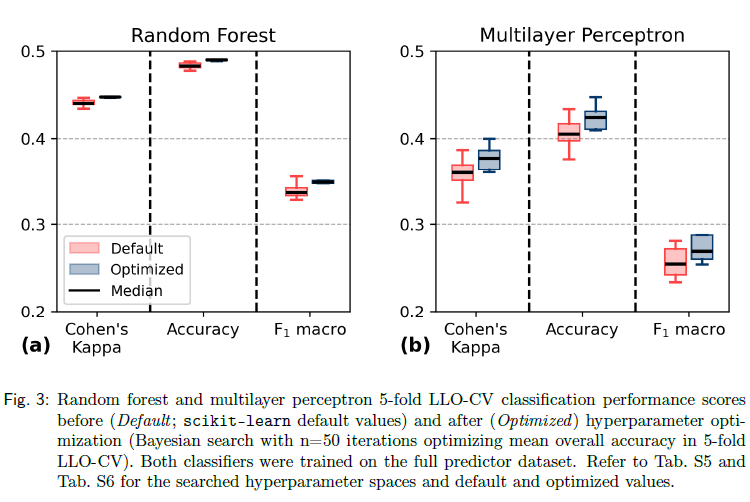 Random Forest
0.5
0.4
0.3
0.2
Default
Optimized
Median
Cohen's
Kappa
Accuracy
F1 macro
(a)
Multilayer Perceptron
0.5
0.4
0.3
0.2
Cohen's
Kappa
Accuracy
F1 macro
(b)
Fig. 3: Random forest and multilayer perceptron 5-fold LLO-CV classification performance scores
before (Default; scikit-learn default values) and after (Optimized) hyperparameter opti-
mization (Bayesian search with n=50 iterations optimizing mean overall accuracy in 5-fold
LLO-CV). Both classifiers were trained on the full predictor dataset. Refer to Tab. S5 and
Tab. S6 for the searched hyperparameter spaces and default and optimized values.